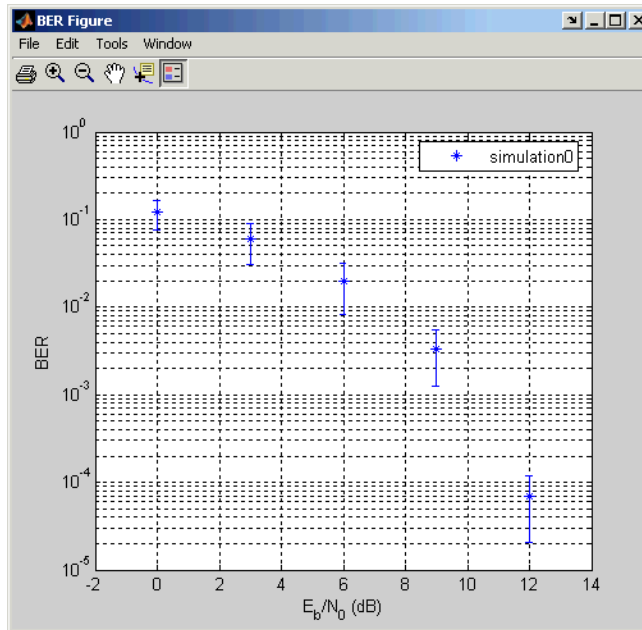 BER Figure
File Edit Tools Window
10^0
simulation0
10^-1
10^-2
BER
10^-3
10^-4
10^-5
-2 0 2 4 6 8 10 12 14
E_b/N_0 (dB)